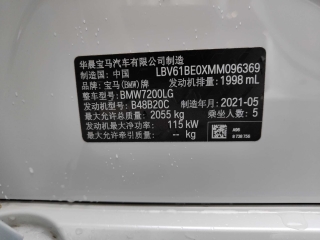 华晨宝马汽车有限公司制造
制造国：中国 LBV61BE0XMM096369
品牌：宝马(BMW)牌 发动机排量：1998 mL
整车型号：BMW7200LG
发动机型号：B48B20C 制造年月：2021-05
最大允许总质量：2055 kg 乘坐人数：5
发动机最大净功率：115 kW
最大允许牵引质量：-- kg